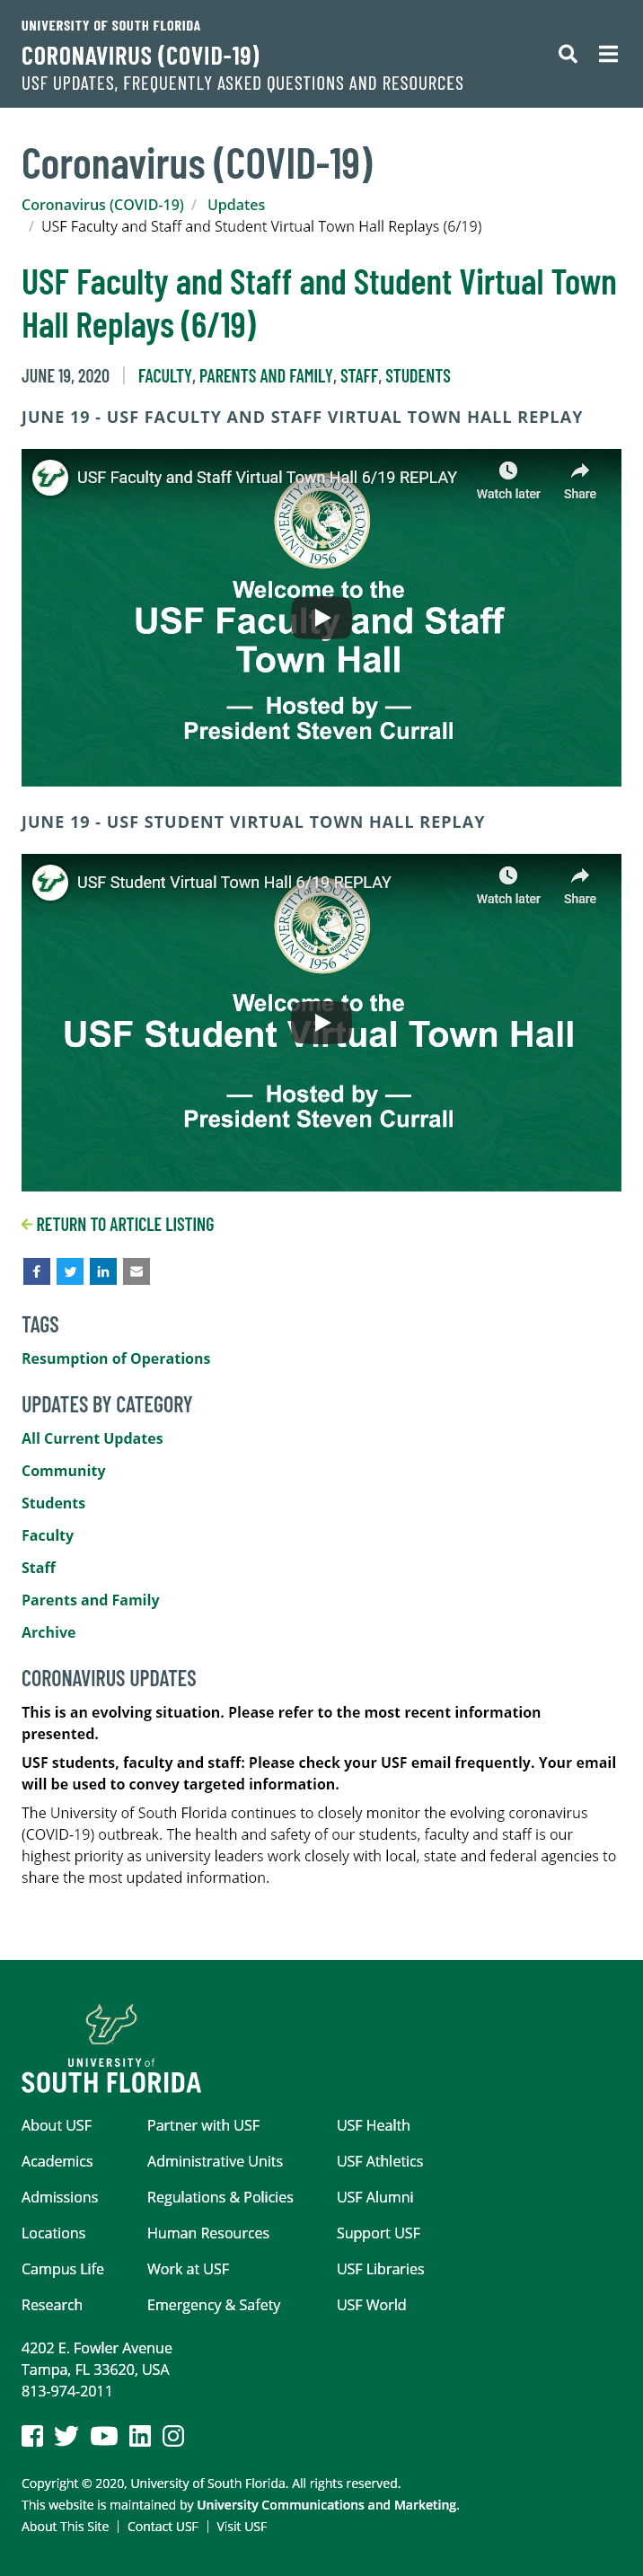 UNIVERSITY OF SOUTH FLORIDA
CORONAVIRUS (COVID-19)
USF UPDATES, FREQUENTLY ASKED QUESTIONS AND RESOURCES
Coronavirus (COVID-19)
Coronavirus (COVID-19) / Updates
/ USF Faculty and Staff and Student Virtual Town Hall Replays (6/19)
USF Faculty and Staff and Student Virtual Town
Hall Replays (6/19)
JUNE 19, 2020 | FACULTY, PARENTS AND FAMILY, STAFF, STUDENTS
JUNE 19 - USF FACULTY AND STAFF VIRTUAL TOWN HALL REPLAY
USF Faculty and Staff Virtual Town Hall 6/19 REPLAY
Watch later Share
Welcome to the
USF Faculty and Staff
Town Hall
— Hosted by —
President Steven Currall
JUNE 19 - USF STUDENT VIRTUAL TOWN HALL REPLAY
USF Student Virtual Town Hall 6/19 REPLAY
Watch later Share
1956
Welcome to the
USF Student Virtual Town Hall
— Hosted by —
President Steven Currall
RETURN TO ARTICLE LISTING
TAGS
Resumption of Operations
UPDATES BY CATEGORY
All Current Updates
Community
Students
Faculty
Staff
Parents and Family
Archive
CORONAVIRUS UPDATES
This is an evolving situation. Please refer to the most recent information
presented.
USF students, faculty and staff: Please check your USF email frequently. Your email
will be used to convey targeted information.
The University of South Florida continues to closely monitor the evolving coronavirus
(COVID-19) outbreak. The health and safety of our students, faculty and staff is our
highest priority as university leaders work closely with local, state and federal agencies to
share the most updated information.
UNIVERSITY of
SOUTH FLORIDA
About USF Partner with USF USF Health
Academics Administrative Units USF Athletics
Admissions Regulations & Policies USF Alumni
Locations Human Resources Support USF
Campus Life Work at USF USF Libraries
Research Emergency & Safety USF World
4202 E. Fowler Avenue
Tampa, FL 33620, USA
813-974-2011
Copyright © 2020, University of South Florida. All rights reserved.
This website is maintained by University Communications and Marketing.
About This Site | Contact USF | Visit USF